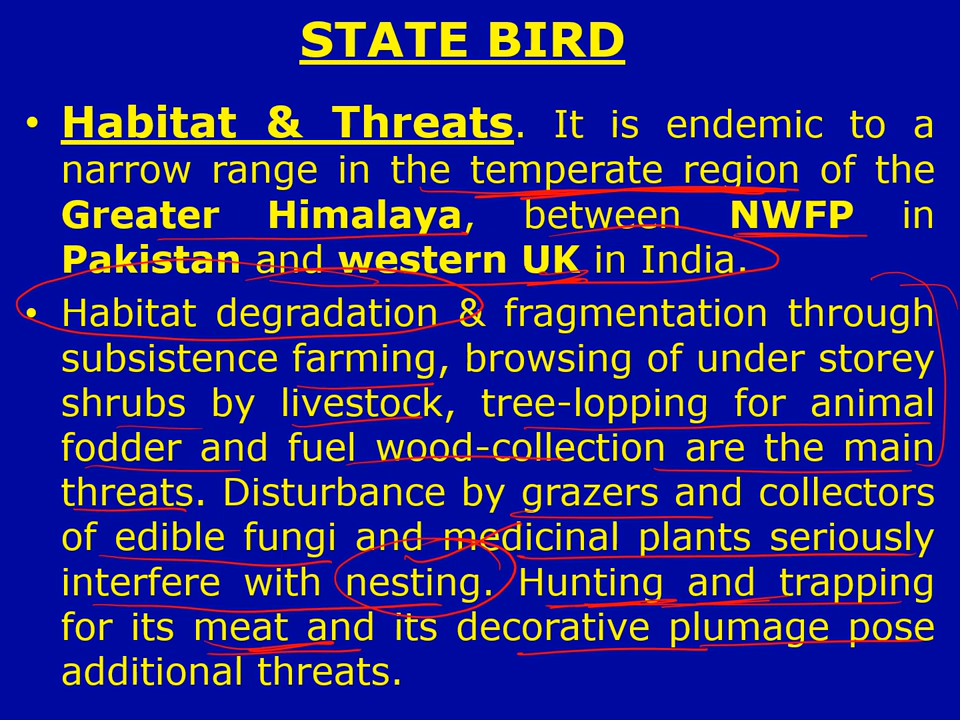 STATE BIRD
• Habitat & Threats. It is endemic to a
narrow range in the temperate region of the
Greater Himalaya, between NWFP in
Pakistan and western UK in India.
• Habitat degradation & fragmentation through
subsistence farming, browsing of under storey
shrubs by livestock, tree-lopping for animal
fodder and fuel wood-collection are the main
threats. Disturbance by grazers and collectors
of edible fungi and medicinal plants seriously
interfere with nesting. Hunting and trapping
for its meat and its decorative plumage pose
additional threats.